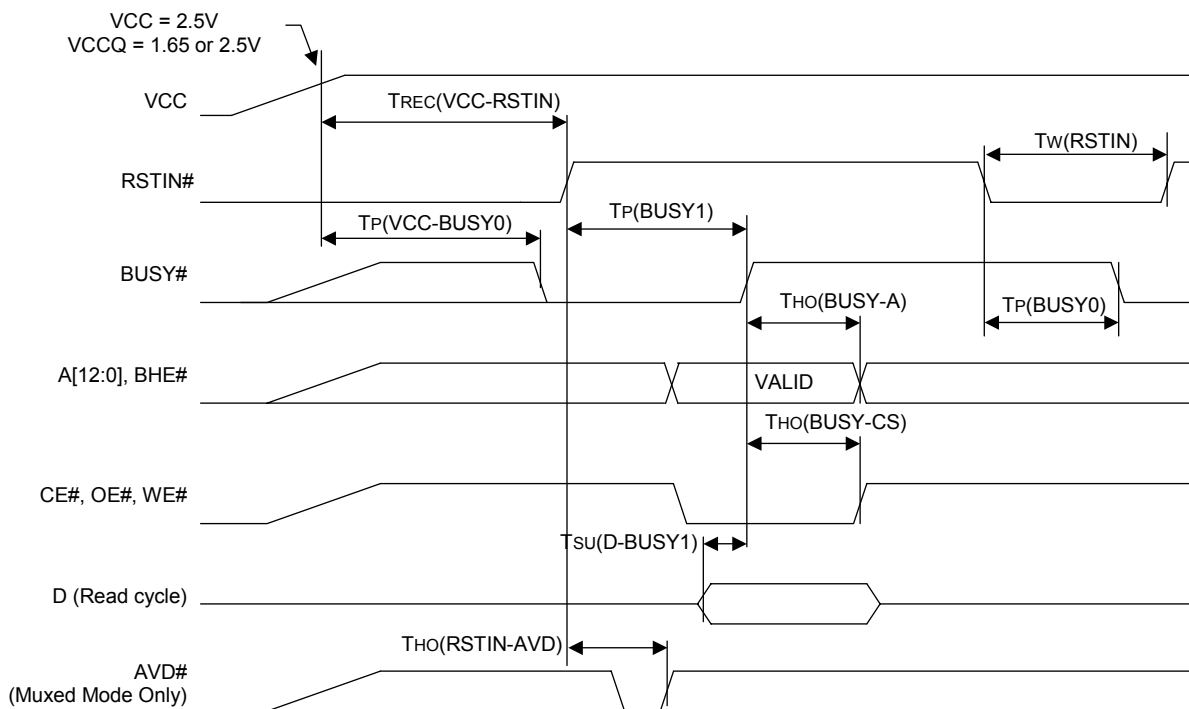 VCC = 2.5V
VCCQ = 1.65 or 2.5V
VCC
TREC(VCC-RSTIN)
TW(RSTIN)
RSTIN#
TP(VCC-BUSY0)
TP(BUSY1)
BUSY#
THO(BUSY-A)
TP(BUSY0)
A[12:0], BHE#
VALID
THO(BUSY-CS)
CE#, OE#, WE#
TSU(D-BUSY1)
D (Read cycle)
THO(RSTIN-AVD)
AVD#
(Muxed Mode Only)